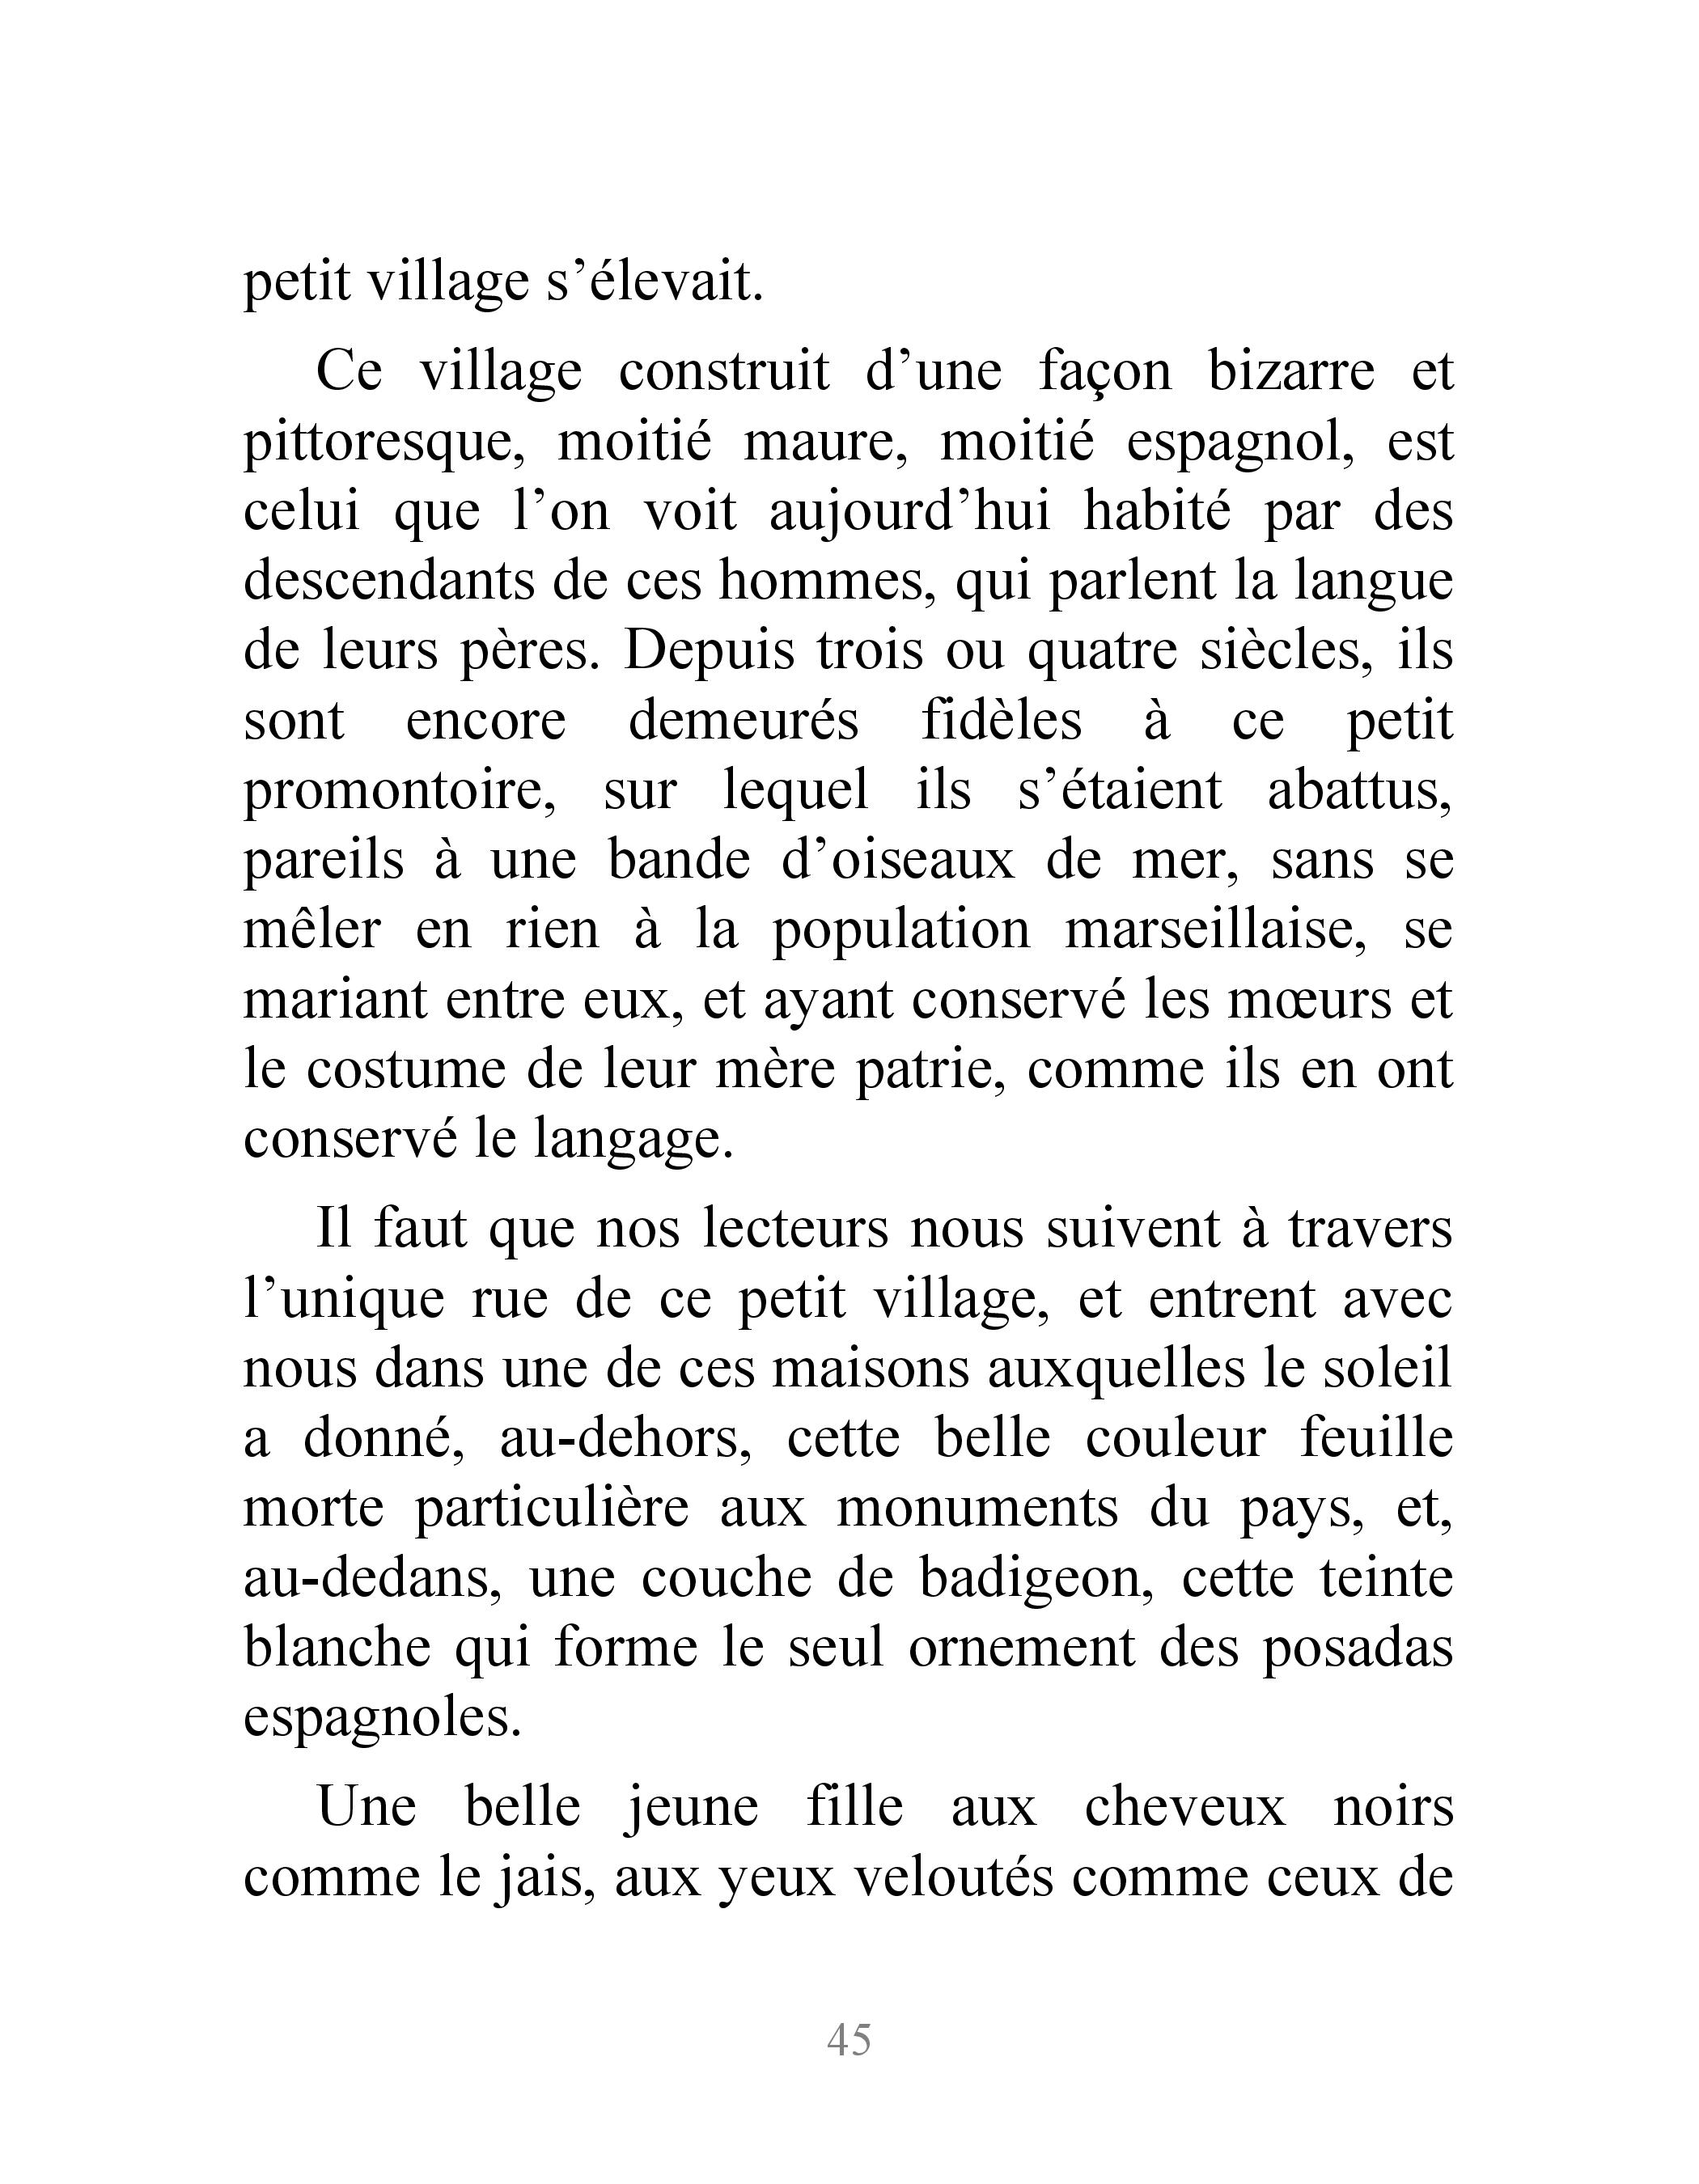 petit village s’élevait.
Ce village construit d’une façon bizarre et
pittoresque, moitié maure, moitié espagnol, est
celui que l’on voit aujourd’hui habité par des
descendants de ces hommes, qui parlent la langue
de leurs pères. Depuis trois ou quatre siècles, ils
sont encore demeurés fidèles à ce petit
promontoire, sur lequel ils s’étaient abattus,
pareils à une bande d’oiseaux de mer, sans se
mêler en rien à la population marseillaise, se
mariant entre eux, et ayant conservé les mœurs et
le costume de leur mère patrie, comme ils en ont
conservé le langage.
Il faut que nos lecteurs nous suivent à travers
l’unique rue de ce petit village, et entrent avec
nous dans une de ces maisons auxquelles le soleil
a donné, au-dehors, cette belle couleur feuille
morte particulière aux monuments du pays, et,
au-dedans, une couche de badigeon, cette teinte
blanche qui forme le seul ornement des posadas
espagnoles.
Une belle jeune fille aux cheveux noirs
comme le jais, aux yeux veloutés comme ceux de
45